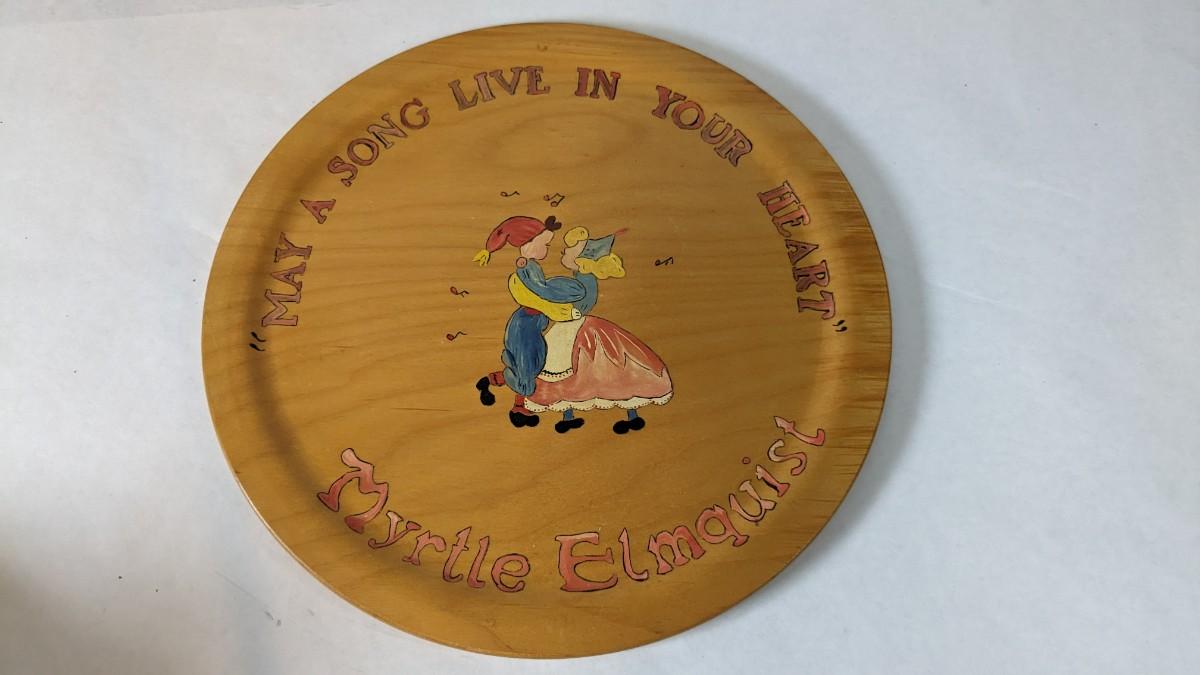 "MAY A SONG LIVE IN YOUR HEART"
Myrtle Elmquist